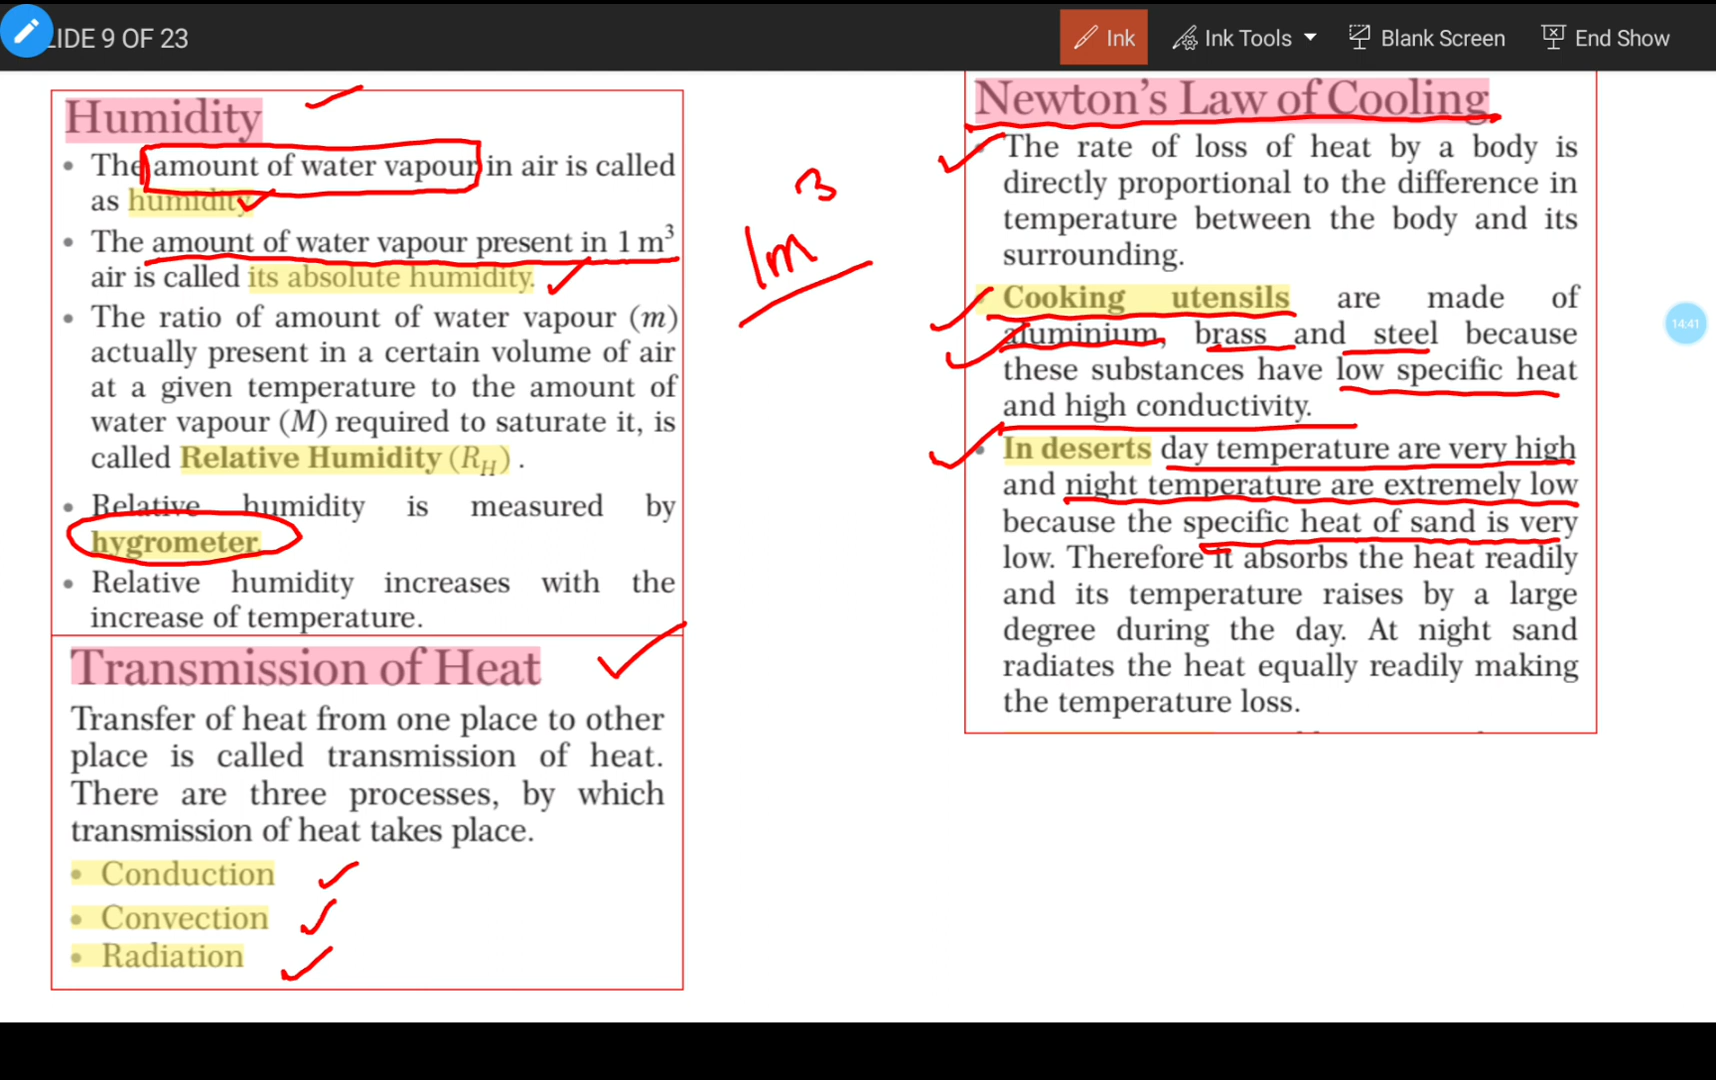 LIDE 9 OF 23
Ink
Ink Tools
Blank Screen
End Show
Humidity
• The amount of water vapour in air is called
as humidity
• The amount of water vapour present in 1 m³
air is called its absolute humidity.
• The ratio of amount of water vapour (m)
actually present in a certain volume of air
at a given temperature to the amount of
water vapour (M) required to saturate it, is
called Relative Humidity (R_H) .
• Relative humidity is measured by
hygrometer.
• Relative humidity increases with the
increase of temperature.
Transmission of Heat
Transfer of heat from one place to other
place is called transmission of heat.
There are three processes, by which
transmission of heat takes place.
• Conduction
• Convection
• Radiation
1m³
Newton's Law of Cooling
The rate of loss of heat by a body is
directly proportional to the difference in
temperature between the body and its
surrounding.
Cooking utensils are made of
aluminium, brass and steel because
these substances have low specific heat
and high conductivity.
• In deserts day temperature are very high
and night temperature are extremely low
because the specific heat of sand is very
low. Therefore it absorbs the heat readily
and its temperature raises by a large
degree during the day. At night sand
radiates the heat equally readily making
the temperature loss.
14:41